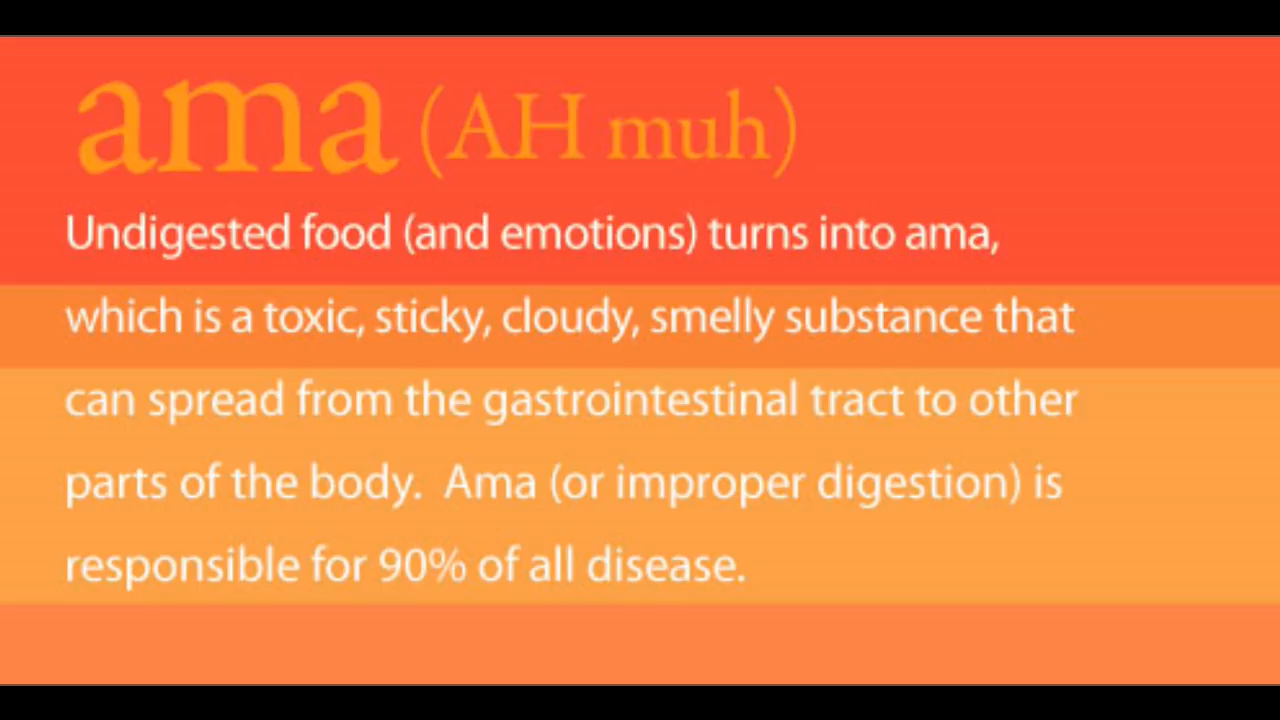 ama (AH muh)
Undigested food (and emotions) turns into ama,
which is a toxic, sticky, cloudy, smelly substance that
can spread from the gastrointestinal tract to other
parts of the body.  Ama (or improper digestion) is
responsible for 90% of all disease.